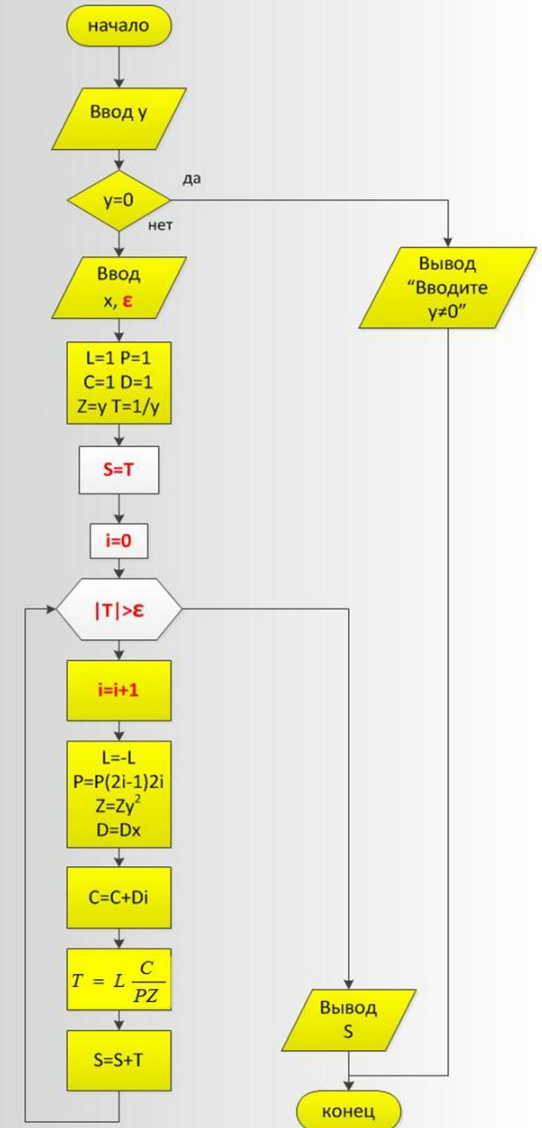 начало
Ввод y
y=0
да
нет
Ввод
x, ε
Вывод
“Вводите
y≠0”
L=1 P=1
C=1 D=1
Z=y T=1/y
S=T
i=0
|T|>ε
i=i+1
L=-L
P=P(2i-1)2i
Z=Zy²
D=Dx
C=C+Di
T = L C/PZ
S=S+T
Вывод
S
конец